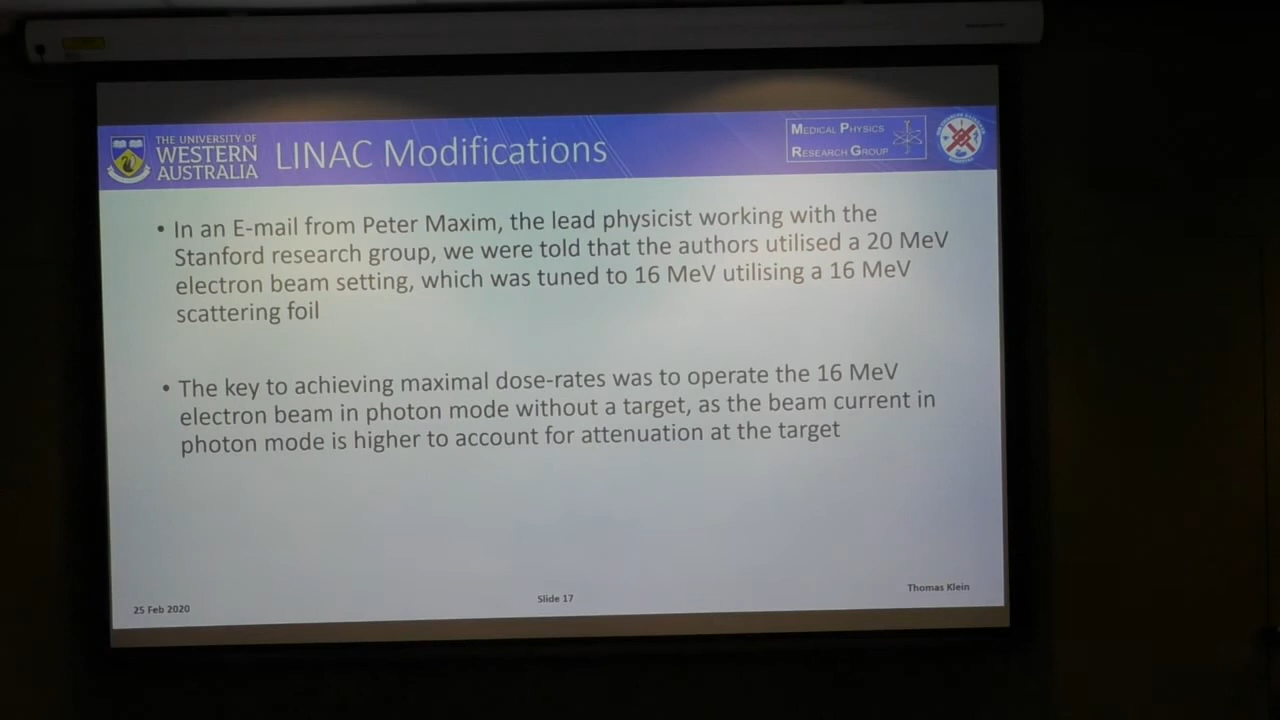 THE UNIVERSITY OF
WESTERN
AUSTRALIA
LINAC Modifications
MEDICAL PHYSICS
RESEARCH GROUP
• In an E-mail from Peter Maxim, the lead physicist working with the
Stanford research group, we were told that the authors utilised a 20 MeV
electron beam setting, which was tuned to 16 MeV utilising a 16 MeV
scattering foil
• The key to achieving maximal dose-rates was to operate the 16 MeV
electron beam in photon mode without a target, as the beam current in
photon mode is higher to account for attenuation at the target
25 Feb 2020
Slide 17
Thomas Klein